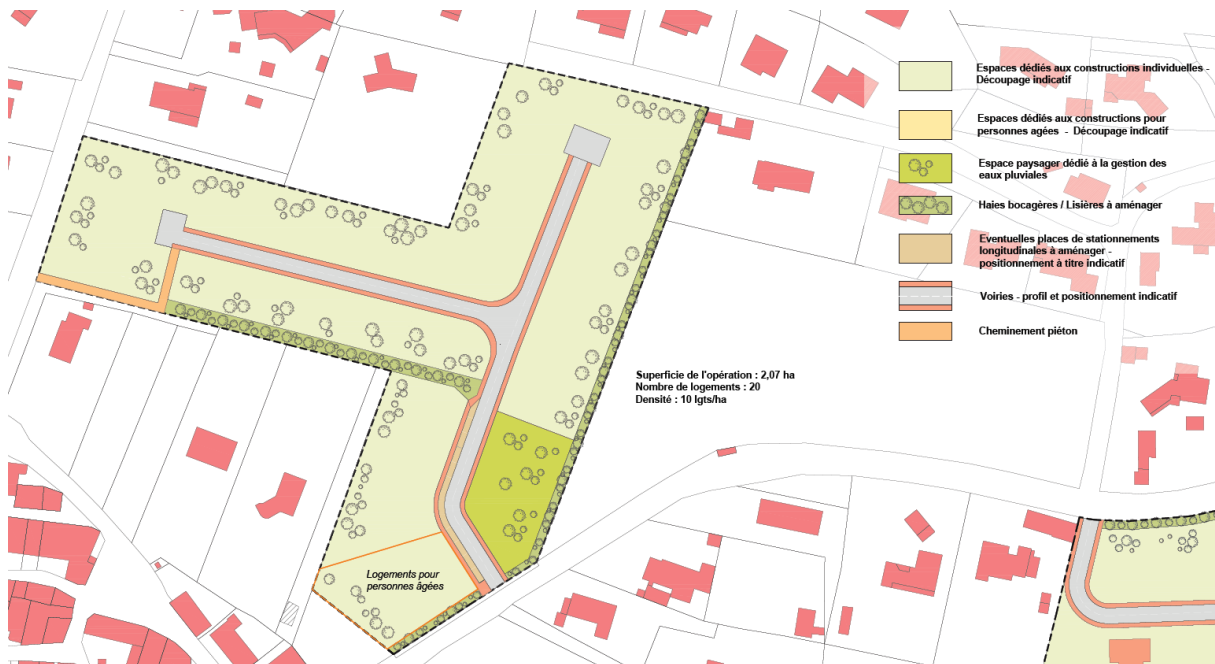 Espaces dédiés aux constructions individuelles -
Découpage indicatif
Espaces dédiés aux constructions pour
personnes agées - Découpage indicatif
Espace paysager dédié à la gestion des
eaux pluviales
Haies bocagères / Lisières à aménager
Eventuelles places de stationnements
longitudinales à aménager -
positionnement à titre indicatif
Voiries - profil et positionnement indicatif
Cheminement piéton
Superficie de l'opération : 2,07 ha
Nombre de logements : 20
Densité : 10 lgts/ha
Logements pour
personnes âgées